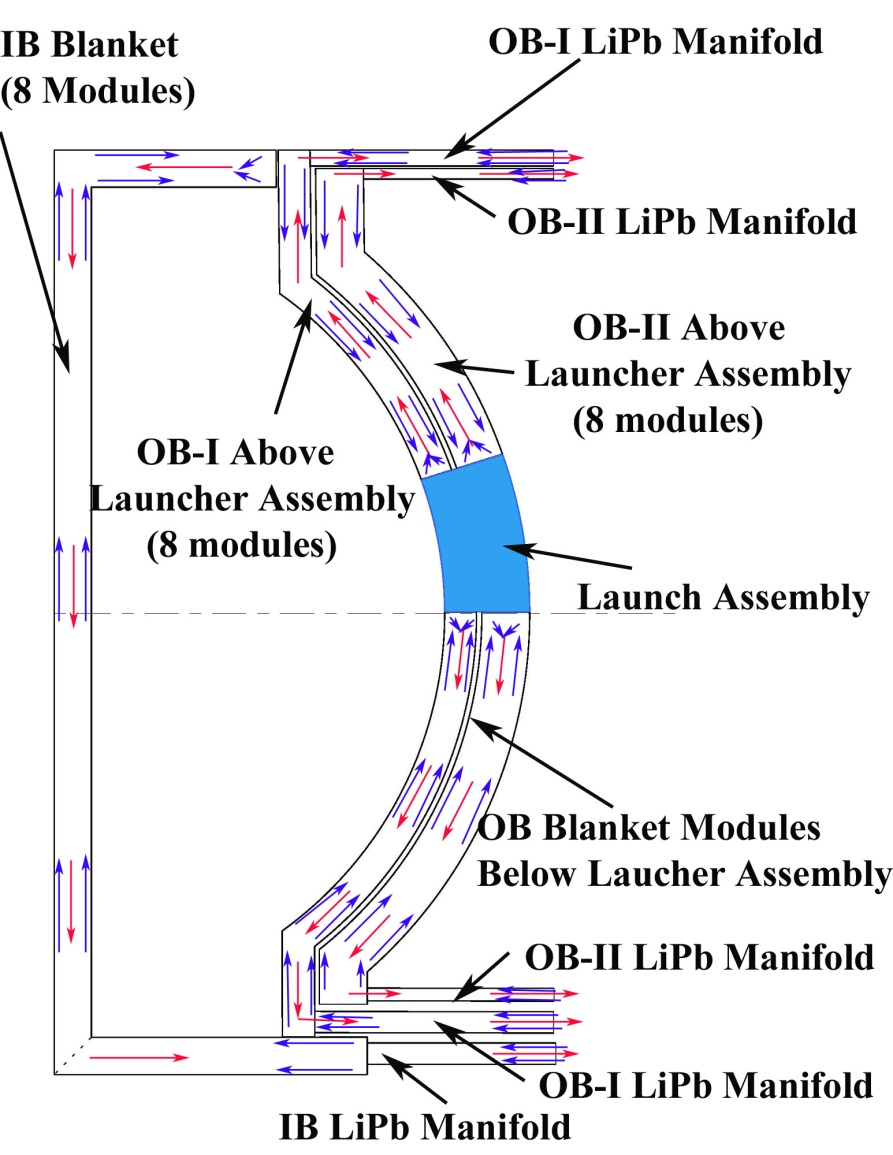 IB Blanket
(8 Modules)
OB-I LiPb Manifold
OB-II LiPb Manifold
OB-II Above
Launcher Assembly
(8 modules)
OB-I Above
Launcher Assembly
(8 modules)
Launch Assembly
OB Blanket Modules
Below Laucher Assembly
OB-II LiPb Manifold
OB-I LiPb Manifold
IB LiPb Manifold